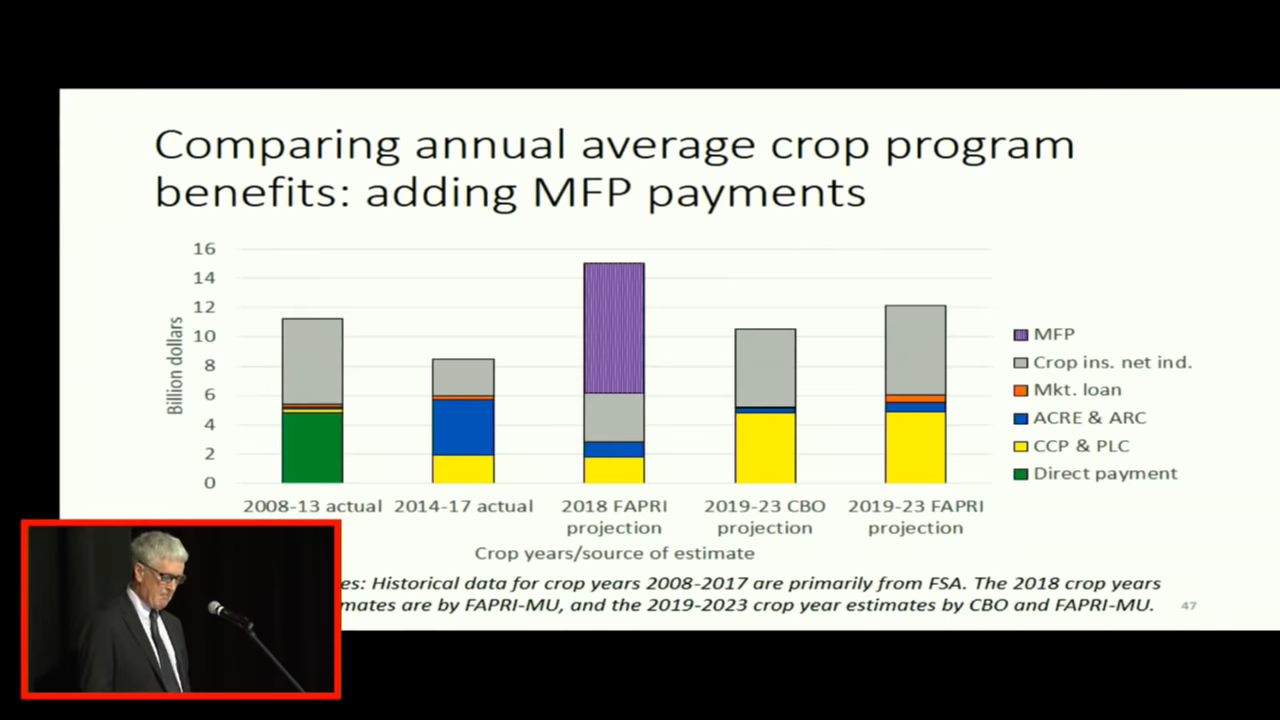 Comparing annual average crop program
benefits: adding MFP payments
16
14
12
10
8
6
4
2
0
Billion dollars
2008-13 actual
2014-17 actual
2018 FAPRI
projection
2019-23 CBO
projection
2019-23 FAPRI
projection
Crop years/source of estimate
MFP
Crop ins. net ind.
Mkt. loan
ACRE & ARC
CCP & PLC
Direct payment
es: Historical data for crop years 2008-2017 are primarily from FSA. The 2018 crop years
mates are by FAPRI-MU, and the 2019-2023 crop year estimates by CBO and FAPRI-MU.
47